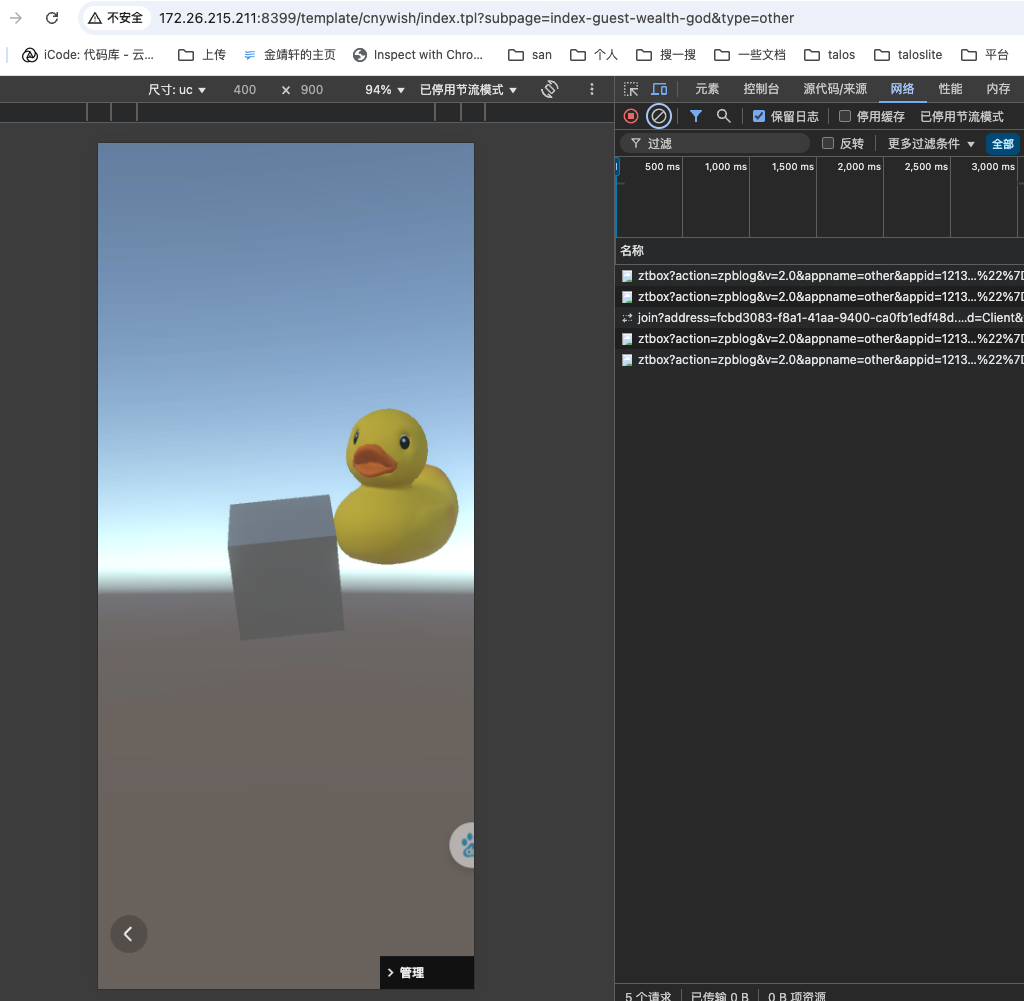 不安全 172.26.215.211:8399/template/cnywish/index.tpl?subpage=index-guest-wealth-god&type=other
iCode: 代码库 - 云... 上传 金靖轩的主页 Inspect with Chro... san 个人 搜一搜 一些文档 talos taloslite 平台
尺寸: uc 400 × 900 94% 已停用节流模式
元素 控制台 源代码/来源 网络 性能 内存
保留日志 停用缓存 已停用节流模式
过滤 反转 更多过滤条件 全部
500 ms 1,000 ms 1,500 ms 2,000 ms 2,500 ms 3,000 ms
名称
ztbox?action=zpblog&v=2.0&appname=other&appid=1213...%22%7D
ztbox?action=zpblog&v=2.0&appname=other&appid=1213...%22%7D
join?address=fcbd3083-f8a1-41aa-9400-ca0fb1edf48d....d=Client&
ztbox?action=zpblog&v=2.0&appname=other&appid=1213...%22%7D
ztbox?action=zpblog&v=2.0&appname=other&appid=1213...%22%7D
管理
5 个请求 已传输 0 B 0 B 项资源